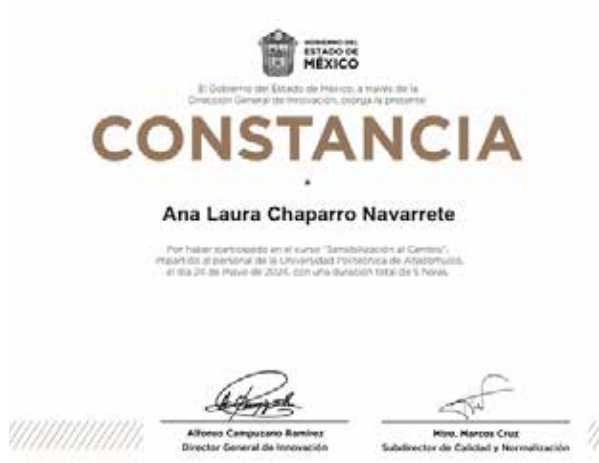 GOBIERNO DEL
ESTADO DE
MÉXICO
El Gobierno del Estado de México, a través de la
Dirección General de Innovación, otorga la presente
CONSTANCIA
a
Ana Laura Chaparro Navarrete
Por haber participado en el curso "Sensibilización al Cambio",
impartido al personal de la Universidad Politécnica de Atlautla,
el día 24 de mayo de 2024, con una duración total de 5 horas.
Alfonso Campuzano Ramírez
Director General de Innovación
Mtro. Marcos Cruz
Subdirector de Calidad y Normalización